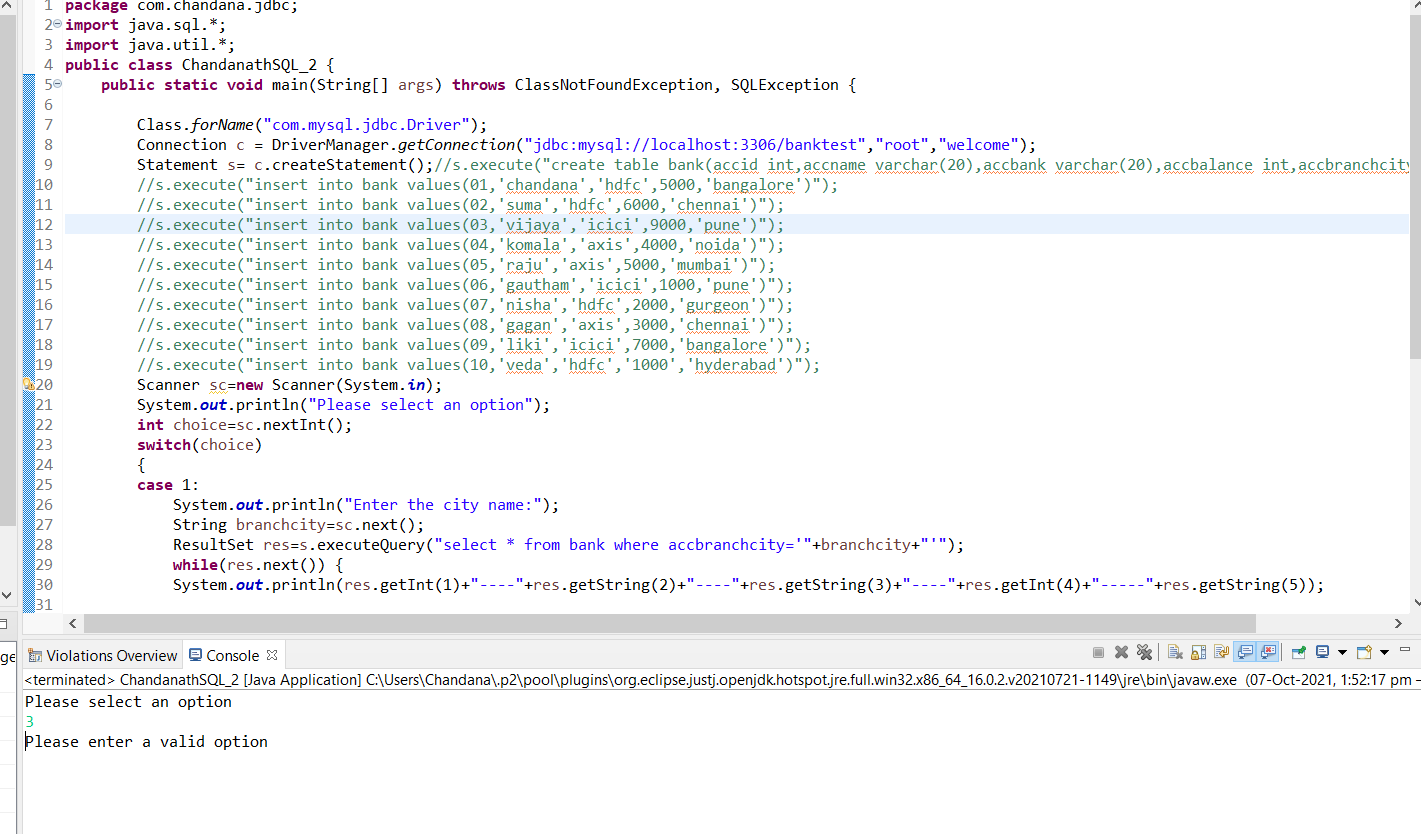 1 package com.chandana.jdbc;
2 import java.sql.*;
3 import java.util.*;
4 public class ChandanathSQL_2 {
5 public static void main(String[] args) throws ClassNotFoundException, SQLException {
6
7 Class.forName("com.mysql.jdbc.Driver");
8 Connection c = DriverManager.getConnection("jdbc:mysql://localhost:3306/banktest","root","welcome");
9 Statement s= c.createStatement();//s.execute("create table bank(accid int,accname varchar(20),accbank varchar(20),accbalance int,accbranchcity
10 //s.execute("insert into bank values(01,'chandana','hdfc',5000,'bangalore')");
11 //s.execute("insert into bank values(02,'suma','hdfc',6000,'chennai')");
12 //s.execute("insert into bank values(03,'vijaya','icici',9000,'pune')");
13 //s.execute("insert into bank values(04,'komala','axis',4000,'noida')");
14 //s.execute("insert into bank values(05,'raju','axis',5000,'mumbai')");
15 //s.execute("insert into bank values(06,'gautham','icici',1000,'pune')");
16 //s.execute("insert into bank values(07,'nisha','hdfc',2000,'gurgeon')");
17 //s.execute("insert into bank values(08,'gagan','axis',3000,'chennai')");
18 //s.execute("insert into bank values(09,'liki','icici',7000,'bangalore')");
19 //s.execute("insert into bank values(10,'veda','hdfc','1000','hyderabad')");
20 Scanner sc=new Scanner(System.in);
21 System.out.println("Please select an option");
22 int choice=sc.nextInt();
23 switch(choice)
24 {
25 case 1:
26 System.out.println("Enter the city name:");
27 String branchcity=sc.next();
28 ResultSet res=s.executeQuery("select * from bank where accbranchcity='"+branchcity+"'");
29 while(res.next()) {
30 System.out.println(res.getInt(1)+"----"+res.getString(2)+"----"+res.getString(3)+"----"+res.getInt(4)+"-----"+res.getString(5));
31
ge
Violations Overview Console
<terminated> ChandanathSQL_2 [Java Application] C:\Users\Chandana\.p2\pool\plugins\org.eclipse.justj.openjdk.hotspot.jre.full.win32.x86_64_16.0.2.v20210721-1149\jre\bin\javaw.exe (07-Oct-2021, 1:52:17 pm –
Please select an option
3
Please enter a valid option